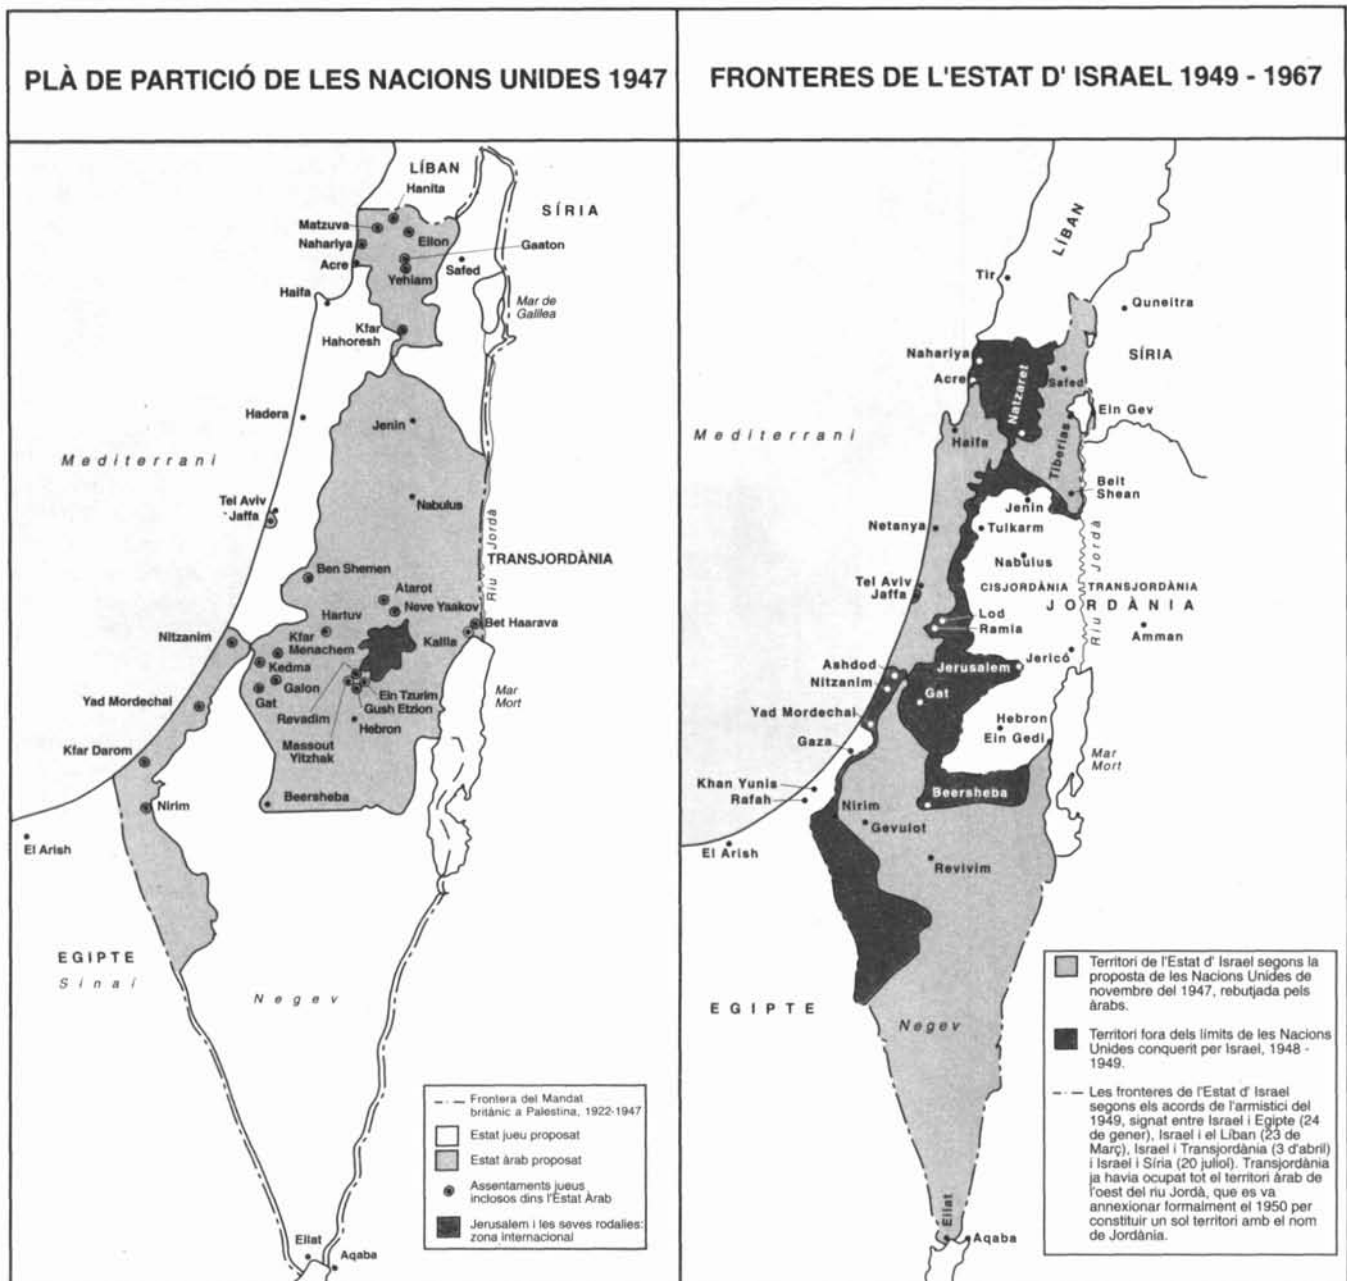 PLÀ DE PARTICIÓ DE LES NACIONS UNIDES 1947
LÍBAN
Hanita
SÍRIA
Matzuva
Nahariya
Eilon
Gaaton
Acre
Yehiam
Safed
Haifa
Mar de
Galilea
Kfar
Hahoresh
Hadera
Jenin
Mediterrani
Nabulus
Tel Aviv
Jaffa
Riu Jordà
TRANSJORDÀNIA
Ben Shemen
Atarot
Neve Yaakov
Hartuv
Bet Haarava
Nitzanim
Kfar
Menachem
Kallia
Kedma
Galon
Ein Tzurim
Gat
Gush Etzion
Mar
Mort
Yad Mordechai
Revadim
Hebron
Massout
Yitzhak
Kfar Darom
Beersheba
Nirim
El Arish
EGIPTE
Sinaí
Negev
Frontera del Mandat
britànic a Palestina, 1922-1947
Estat jueu proposat
Estat àrab proposat
Assentaments jueus
inclosos dins l'Estat Àrab
Jerusalem i les seves rodalies:
zona internacional
Eilat
Aqaba
FRONTERES DE L'ESTAT D' ISRAEL 1949 - 1967
LÍBAN
Tir
Quneitra
SÍRIA
Nahariya
Acre
Natzaret
Safed
Ein Gev
Mediterrani
Haifa
Tiberias
Beit
Shean
Jenin
Netanya
Tulkarm
Nabulus
Riu Jordà
Tel Aviv
Jaffa
CISJORDÀNIA
TRANSJORDÀNIA
JORDÀNIA
Lod
Ramia
Amman
Ashdod
Jerusalem
Jericó
Nitzanim
Gat
Yad Mordechai
Hebron
Gaza
Ein Gedi
Mar
Mort
Khan Yunis
Rafah
Nirim
Beersheba
Gevulot
El Arish
Revivim
EGIPTE
Negev
Territori de l'Estat d' Israel segons la
proposta de les Nacions Unides de
novembre del 1947, rebutjada pels
àrabs.
Territori fora dels límits de les Nacions
Unides conquerit per Israel, 1948 -
1949.
Les fronteres de l'Estat d' Israel
segons els acords de l'armistici del
1949, signat entre Israel i Egipte (24
de gener), Israel i el Líban (23 de
Març), Israel i Transjordània (3 d'abril)
i Israel i Síria (20 juliol). Transjordània
ja havia ocupat tot el territori àrab de
l'oest del riu Jordà, que es va
annexionar formalment el 1950 per
constituir un sol territori amb el nom
de Jordània.
Eilat
Aqaba